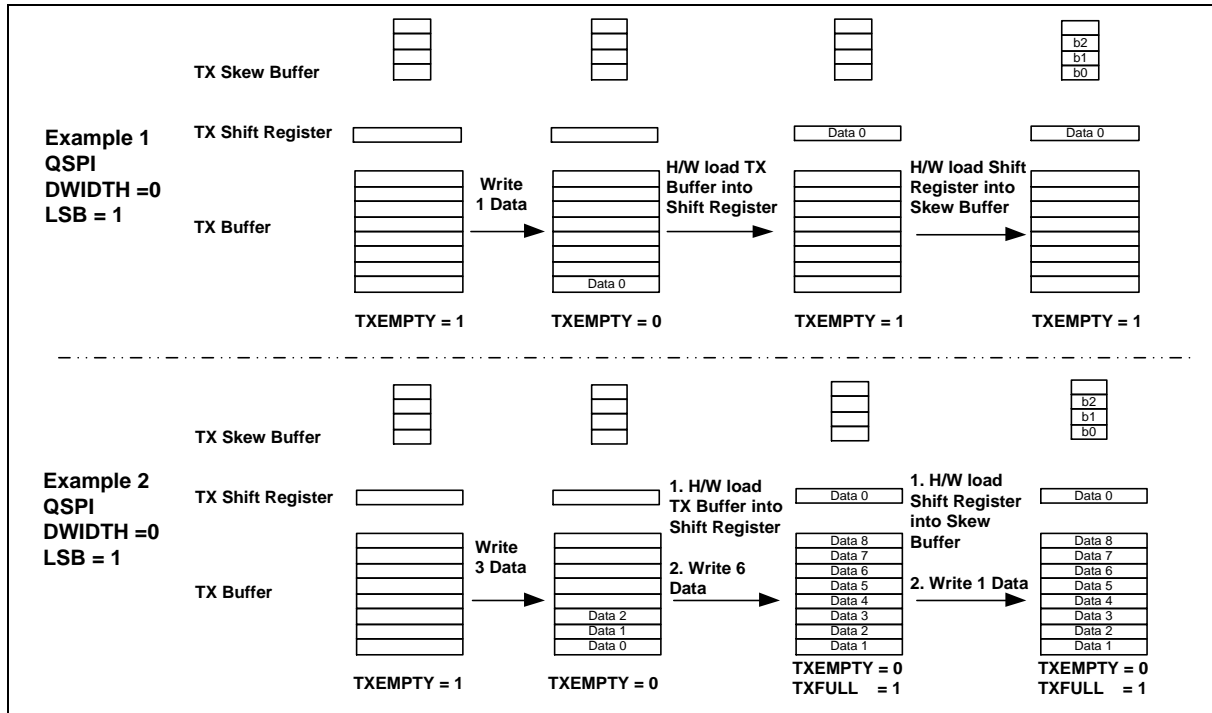 b2
b1
b0
TX Skew Buffer
Example 1
QSPI
DWIDTH =0
LSB = 1
TX Shift Register
Data 0
Data 0
Write
1 Data
H/W load TX
Buffer into
Shift Register
H/W load Shift
Register into
Skew Buffer
TX Buffer
Data 0
TXEMPTY = 1
TXEMPTY = 0
TXEMPTY = 1
TXEMPTY = 1
b2
b1
b0
TX Skew Buffer
Example 2
QSPI
DWIDTH =0
LSB = 1
TX Shift Register
1. H/W load
TX Buffer into
Shift Register
Data 0
1. H/W load
Shift Register
into Skew
Buffer
Data 0
TX Buffer
Write
3 Data
Data 2
Data 1
Data 0
2. Write 6
Data
Data 8
Data 7
Data 6
Data 5
Data 4
Data 3
Data 2
Data 1
2. Write 1 Data
Data 8
Data 7
Data 6
Data 5
Data 4
Data 3
Data 2
Data 1
TXEMPTY = 1
TXEMPTY = 0
TXEMPTY = 0
TXFULL = 1
TXEMPTY = 0
TXFULL = 1